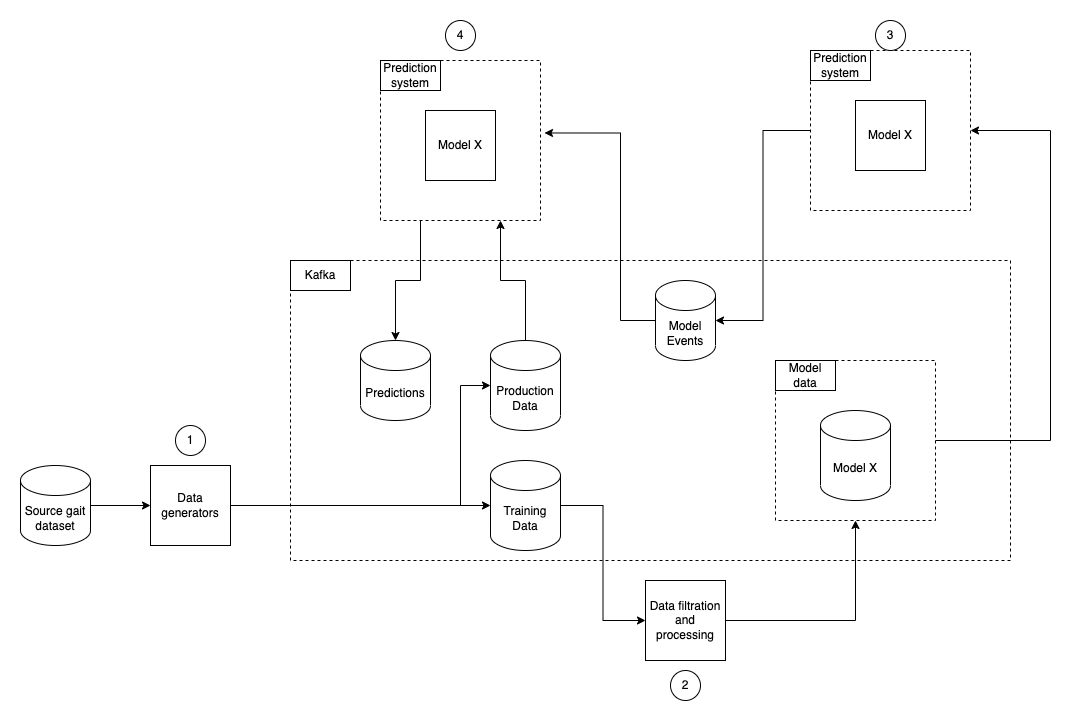 4
3
Prediction
system
Prediction
system
Model X
Model X
Kafka
Model
Events
Predictions
Production
Data
Model
data
1
Model X
Source gait
dataset
Data
generators
Training
Data
Data filtration
and
processing
2